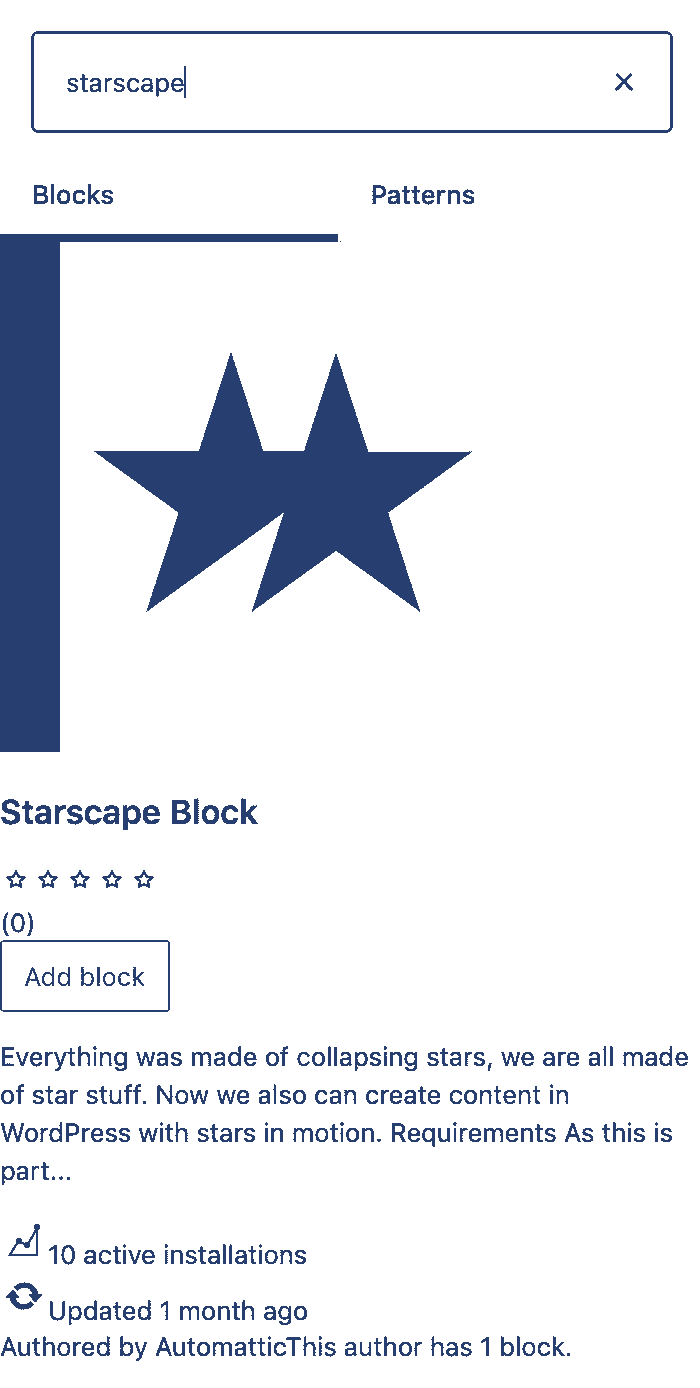 starscape
Blocks
Patterns
Starscape Block
(0)
Add block
Everything was made of collapsing stars, we are all made
of star stuff. Now we also can create content in
WordPress with stars in motion. Requirements As this is
part...
10 active installations
Updated 1 month ago
Authored by AutomatticThis author has 1 block.